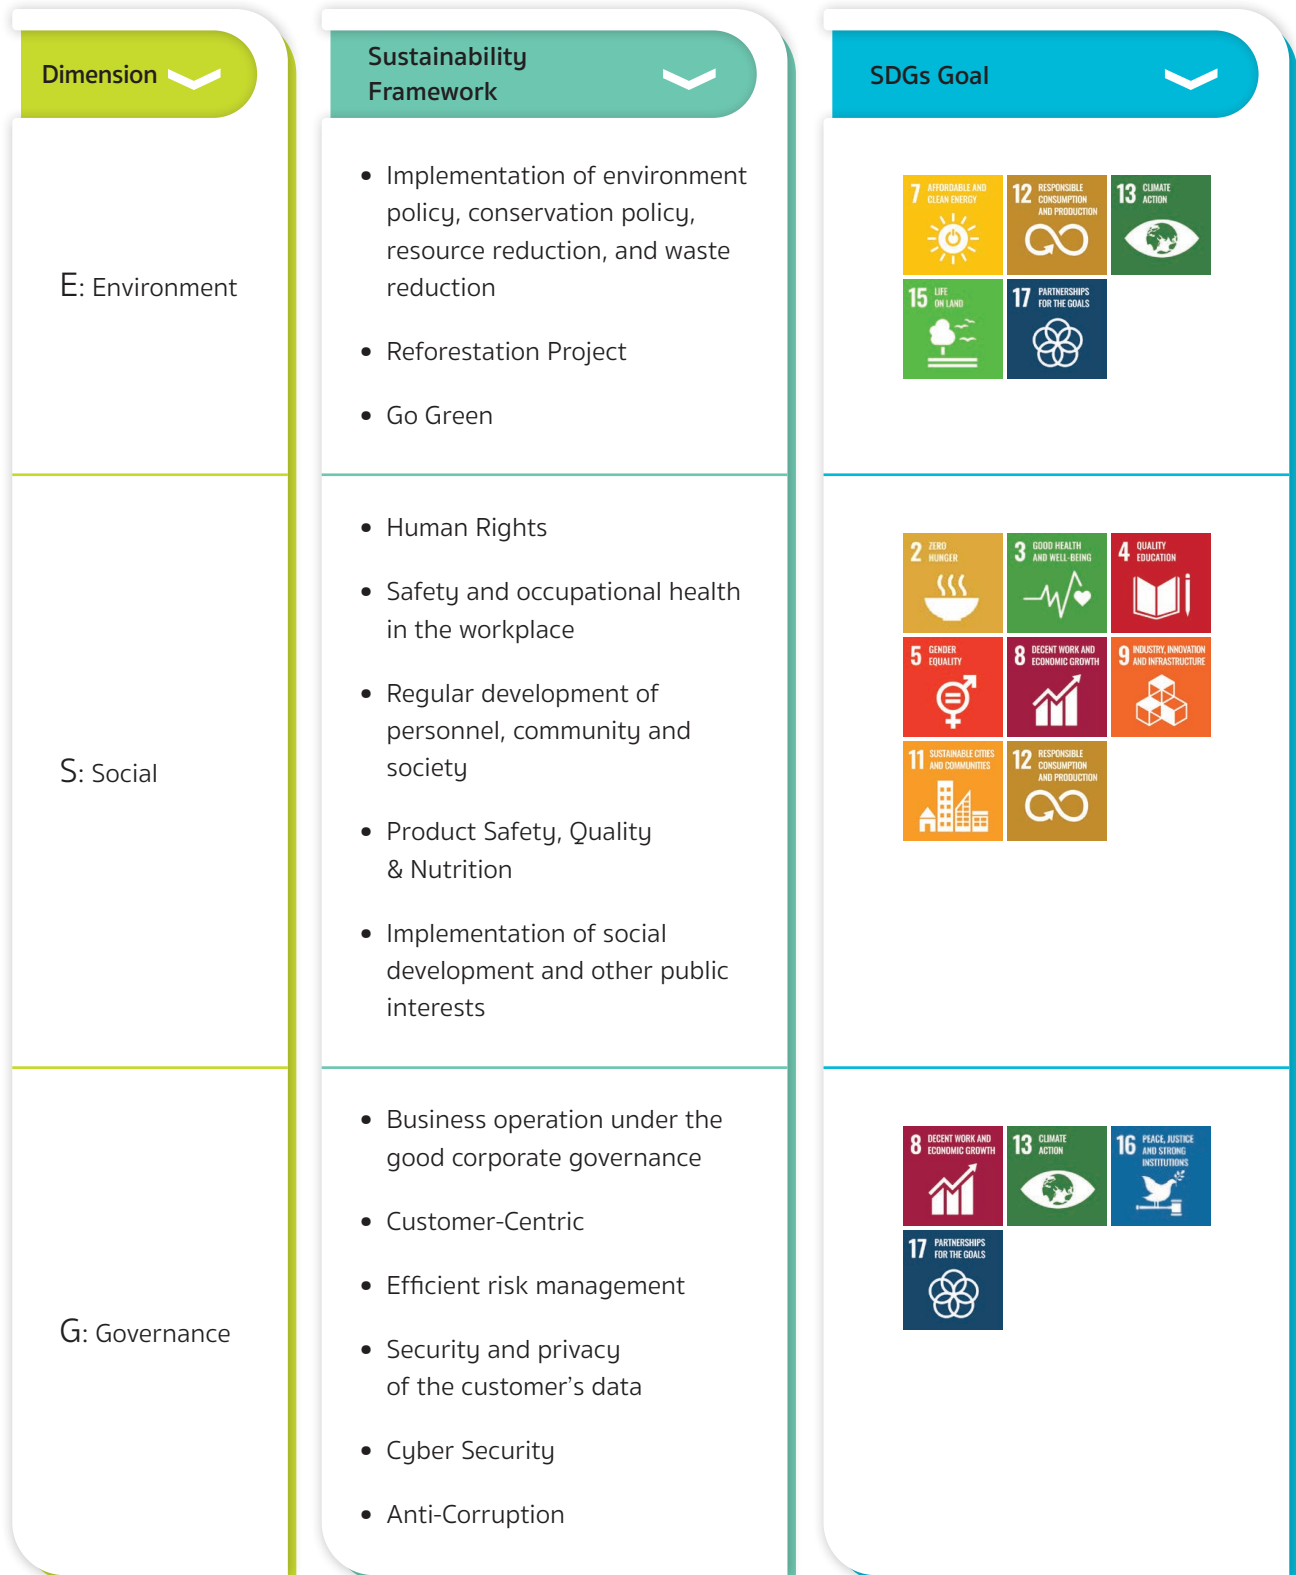 Dimension
Sustainability
Framework
SDGs Goal
E: Environment
• Implementation of environment
policy, conservation policy,
resource reduction, and waste
reduction
• Reforestation Project
• Go Green
7 AFFORDABLE AND
CLEAN ENERGY
12 RESPONSIBLE
CONSUMPTION
AND PRODUCTION
13 CLIMATE
ACTION
15 LIFE
ON LAND
17 PARTNERSHIPS
FOR THE GOALS
S: Social
• Human Rights
• Safety and occupational health
in the workplace
• Regular development of
personnel, community and
society
• Product Safety, Quality
& Nutrition
• Implementation of social
development and other public
interests
2 ZERO
HUNGER
3 GOOD HEALTH
AND WELL-BEING
4 QUALITY
EDUCATION
5 GENDER
EQUALITY
8 DECENT WORK AND
ECONOMIC GROWTH
9 INDUSTRY, INNOVATION
AND INFRASTRUCTURE
11 SUSTAINABLE CITIES
AND COMMUNITIES
12 RESPONSIBLE
CONSUMPTION
AND PRODUCTION
G: Governance
• Business operation under the
good corporate governance
• Customer-Centric
• Efficient risk management
• Security and privacy
of the customer’s data
• Cyber Security
• Anti-Corruption
8 DECENT WORK AND
ECONOMIC GROWTH
13 CLIMATE
ACTION
16 PEACE, JUSTICE
AND STRONG
INSTITUTIONS
17 PARTNERSHIPS
FOR THE GOALS